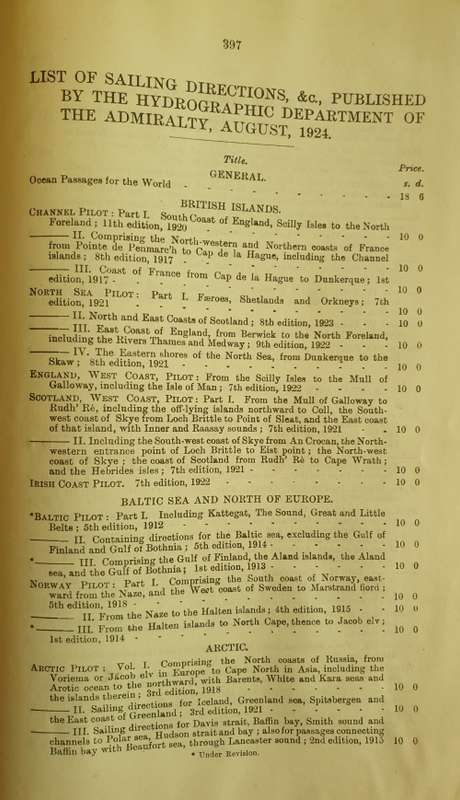 397
LIST OF SAILING DIRECTIONS, &c., PUBLISHED
BY THE HYDROGRAPHIC DEPARTMENT OF
THE ADMIRALTY, AUGUST, 1924.
Title.
Price.
GENERAL.
s. d.
Ocean Passages for the World - - - - - - - 18 6
BRITISH ISLANDS.
CHANNEL PILOT: Part I. South Coast of England, Scilly Isles to the North
Foreland; 11th edition, 1920 - - - - - - 10 0
——— II. Comprising the North-western and Northern coasts of France
from Pointe de Penmarc'h to Cap de la Hague, including the Channel
islands; 8th edition, 1917 - - - - - - 10 0
——— III. Coast of France from Cap de la Hague to Dunkerque; 1st
edition, 1917 - - - - - - - 10 0
NORTH SEA PILOT: Part I. Færoes, Shetlands and Orkneys; 7th
edition, 1921 - - - - - - - 10 0
——— II. North and East Coasts of Scotland; 8th edition, 1923 - - - 10 0
——— III. East Coast of England, from Berwick to the North Foreland,
including the Rivers Thames and Medway; 9th edition, 1922 - - - 10 0
——— IV. The Eastern shores of the North Sea, from Dunkerque to the
Skaw; 8th edition, 1921 - - - - - - 10 0
ENGLAND, WEST COAST, PILOT: From the Scilly Isles to the Mull of
Galloway, including the Isle of Man; 7th edition, 1922 - - - - 10 0
SCOTLAND, WEST COAST, PILOT: Part I. From the Mull of Galloway to
Rudh' Rè, including the off-lying islands northward to Coll, the South-
west coast of Skye from Loch Brittle to Point of Sleat, and the East coast
of that island, with Inner and Raasay sounds; 7th edition, 1921 - - 10 0
——— II. Including the South-west coast of Skye from An Crocan, the North-
western entrance point of Loch Brittle to Eist point; the North-west
coast of Skye; the coast of Scotland from Rudh' Rè to Cape Wrath;
and the Hebrides isles; 7th edition, 1921 - - - - - 10 0
IRISH COAST PILOT. 7th edition, 1922 - - - - - - 10 0
BALTIC SEA AND NORTH OF EUROPE.
*BALTIC PILOT: Part I. Including Kattegat, The Sound, Great and Little
Belts; 5th edition, 1912 - - - - - - 10 0
——— II. Containing directions for the Baltic sea, excluding the Gulf of
Finland and Gulf of Bothnia; 5th edition, 1914 - - - - - 10 0
*——— III. Comprising the Gulf of Finland, the Aland islands, the Aland
sea, and the Gulf of Bothnia; 1st edition, 1913 - - - - - 10 0
NORWAY PILOT: Part I. Comprising the South coast of Norway, east-
ward from the Naze, and the West coast of Sweden to Marstrand fiord;
5th edition, 1918 - - - - - - - 10 0
——— II. From the Naze to the Halten islands; 4th edition, 1915 - - 10 0
*——— III. From the Halten islands to North Cape, thence to Jacob elv;
1st edition, 1914 - - - - - - - 10 0
ARCTIC.
ARCTIC PILOT: Vol. I. Comprising the North coasts of Russia, from
Voriema or Jacob elv in Europe to Cape North in Asia, including the
Arctic ocean to the northward, with Barents, White and Kara seas and
the islands therein; 3rd edition, 1918 - - - - - 10 0
——— II. Sailing directions for Iceland, Greenland sea, Spitsbergen and
the East coast of Greenland; 3rd edition, 1921 - - - - - 10 0
——— III. Sailing directions for Davis strait, Baffin bay, Smith sound and
channels to Polar sea, Hudson strait and bay; also for passages connecting
Baffin bay with Beaufort sea, through Lancaster sound; 2nd edition, 1915 10 0
* Under Revision.